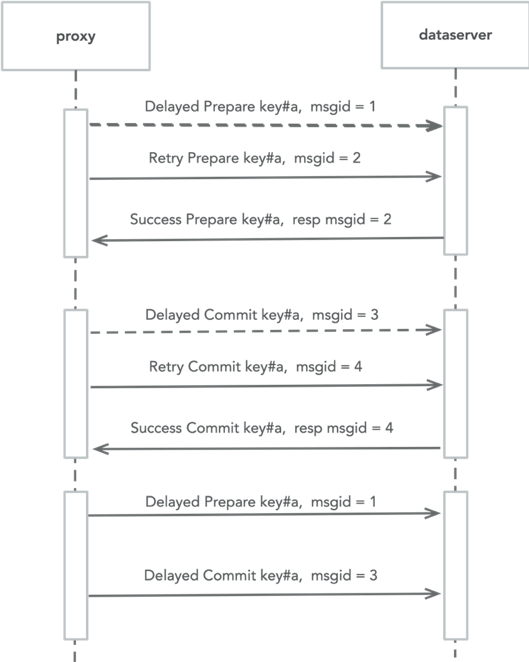 proxy
dataserver
Delayed Prepare key#a, msgid = 1
Retry Prepare key#a, msgid = 2
Success Prepare key#a, resp msgid = 2
Delayed Commit key#a, msgid = 3
Retry Commit key#a, msgid = 4
Success Commit key#a, resp msgid = 4
Delayed Prepare key#a, msgid = 1
Delayed Commit key#a, msgid = 3